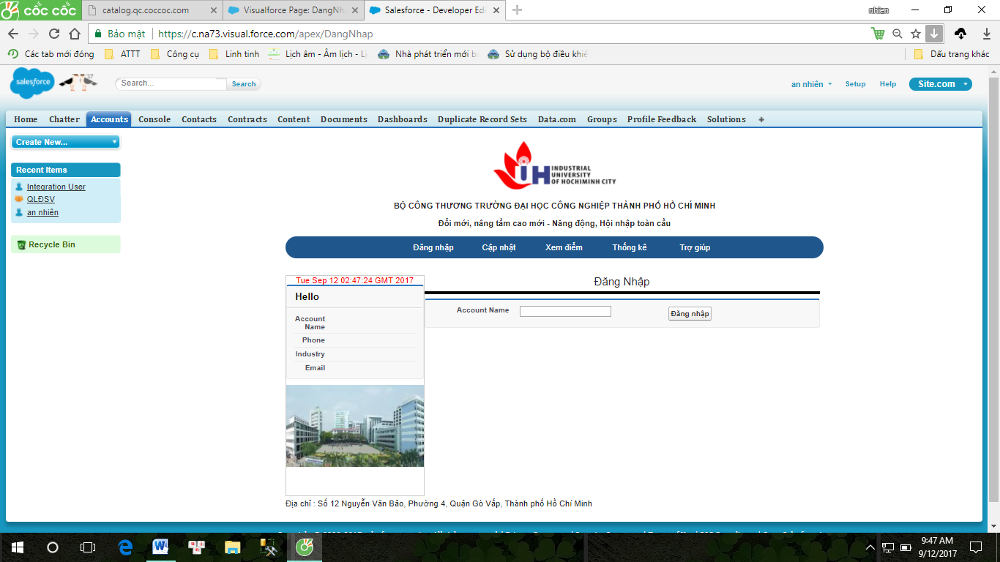 CỐC CỐC
catalog.qc.coccoc.com
Visualforce Page: DangNh
Salesforce - Developer Edi
nhien
Bảo mật
https://c.na73.visual.force.com/apex/DangNhap
Các tab mới đóng
ATTT
Công cụ
Linh tinh
Lịch âm - Âm lịch - Lị
Nhà phát triển mới b
Sử dụng bộ điều khiể
Dấu trang khác
salesforce
Search...
Search
an nhiên
Setup
Help
Site.com
Home Chatter Accounts Console Contacts Contracts Content Documents Dashboards Duplicate Record Sets Data.com Groups Profile Feedback Solutions +
Create New...
Recent Items
Integration User
QLĐSV
an nhiên
Recycle Bin
IUH INDUSTRIAL
UNIVERSITY
OF HOCHIMINH CITY
BỘ CÔNG THƯƠNG TRƯỜNG ĐẠI HỌC CÔNG NGHIỆP THÀNH PHỐ HỒ CHÍ MINH
Đổi mới, nâng tầm cao mới - Năng động, Hội nhập toàn cầu
Đăng nhập Cập nhật Xem điểm Thống kê Trợ giúp
Tue Sep 12 02:47:24 GMT 2017
Hello
Account
Name
Phone
Industry
Email
Đăng Nhập
Account Name
Đăng nhập
Địa chỉ : Số 12 Nguyễn Văn Bảo, Phường 4, Quận Gò Vấp, Thành phố Hồ Chí Minh
9:47 AM
9/12/2017